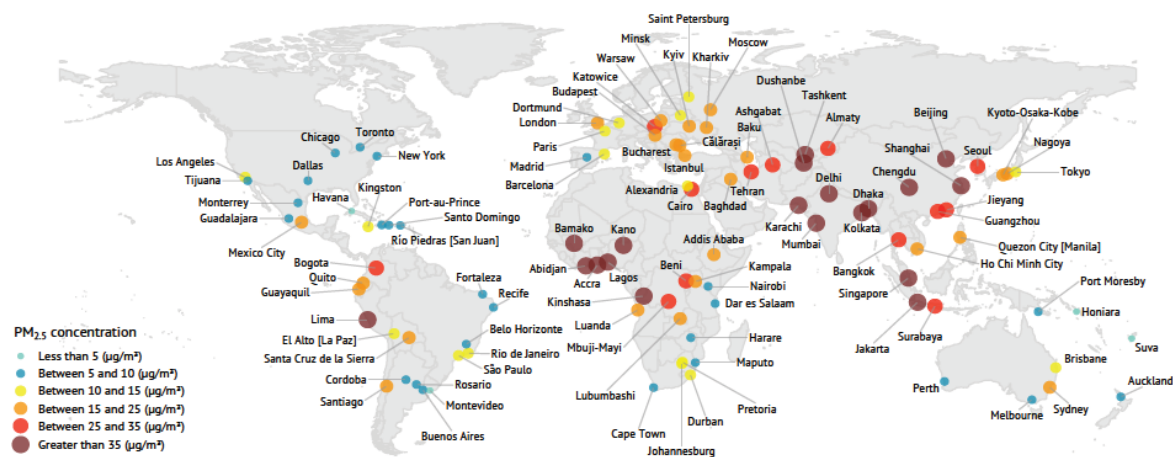 Saint Petersburg
Minsk
Moscow
Warsaw
Kyiv
Kharkiv
Katowice
Dushanbe
Budapest
Tashkent
Dortmund
Ashgabat
Almaty
Beijing
Kyoto-Osaka-Kobe
London
Baku
Chicago
Toronto
Paris
Călărași
Shanghai
Seoul
Nagoya
Los Angeles
Dallas
New York
Madrid
Bucharest
Istanbul
Delhi
Chengdu
Tokyo
Tijuana
Kingston
Barcelona
Alexandria
Tehran
Dhaka
Havana
Port-au-Prince
Monterrey
Cairo
Baghdad
Jieyang
Guadalajara
Santo Domingo
Karachi
Kolkata
Guangzhou
Río Piedras [San Juan]
Bamako
Kano
Addis Ababa
Mumbai
Mexico City
Quezon City [Manila]
Bogota
Abidjan
Beni
Kampala
Bangkok
Ho Chi Minh City
Quito
Fortaleza
Accra
Lagos
Nairobi
Singapore
Port Moresby
Guayaquil
Recife
Kinshasa
Dar es Salaam
Honiara
Lima
Luanda
Surabaya
PM2.5 concentration
Belo Horizonte
Harare
Suva
El Alto [La Paz]
Mbuji-Mayi
Jakarta
Less than 5 (μg/m³)
Santa Cruz de la Sierra
Río de Janeiro
Maputo
Brisbane
Between 5 and 10 (μg/m³)
São Paulo
Between 10 and 15 (μg/m³)
Cordoba
Rosario
Lubumbashi
Perth
Auckland
Between 15 and 25 (μg/m³)
Santiago
Montevideo
Pretoria
Between 25 and 35 (μg/m³)
Durban
Melbourne
Sydney
Buenos Aires
Cape Town
Greater than 35 (μg/m³)
Johannesburg